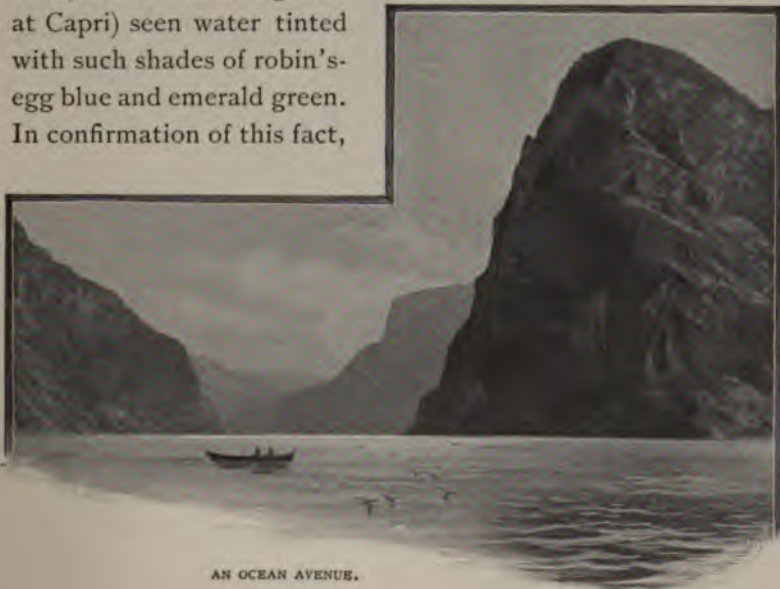 at Capri) seen water tinted
with such shades of robin's-
egg blue and emerald green.
In confirmation of this fact,
AN OCEAN AVENUE.